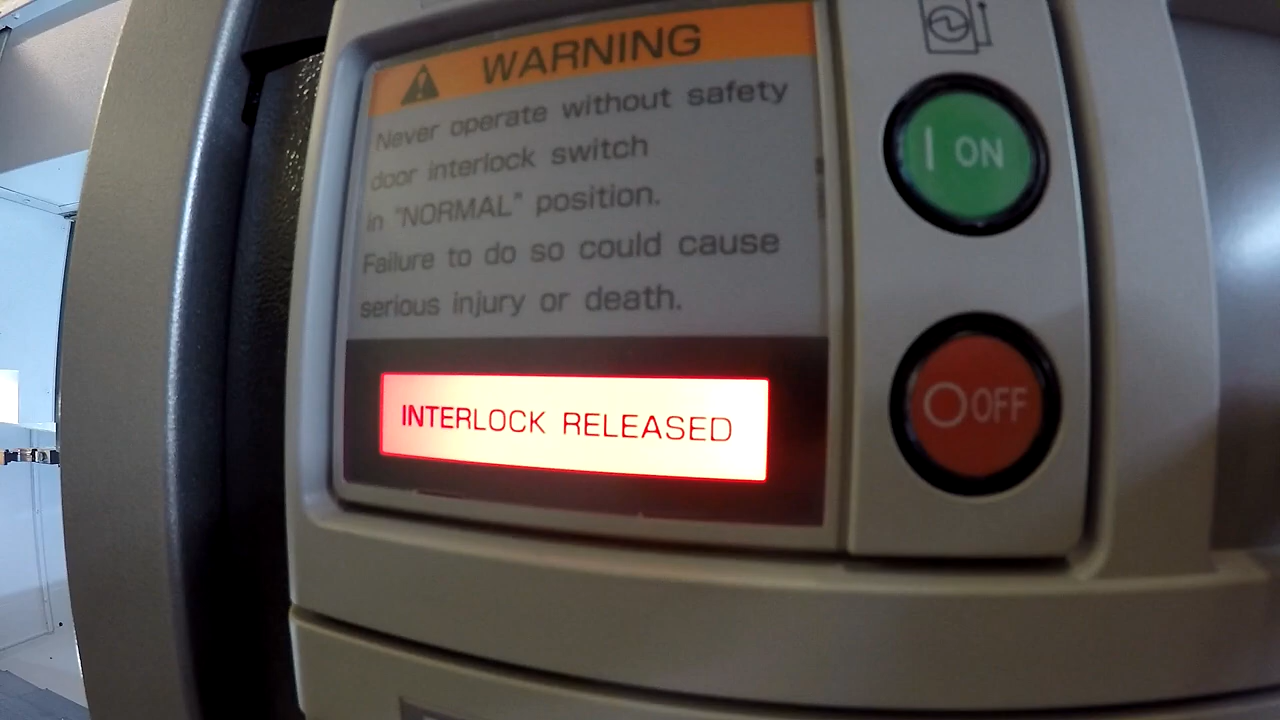 WARNING
Never operate without safety
door interlock switch
in "NORMAL" position.
Failure to do so could cause
serious injury or death.
INTERLOCK RELEASED
| ON
O OFF